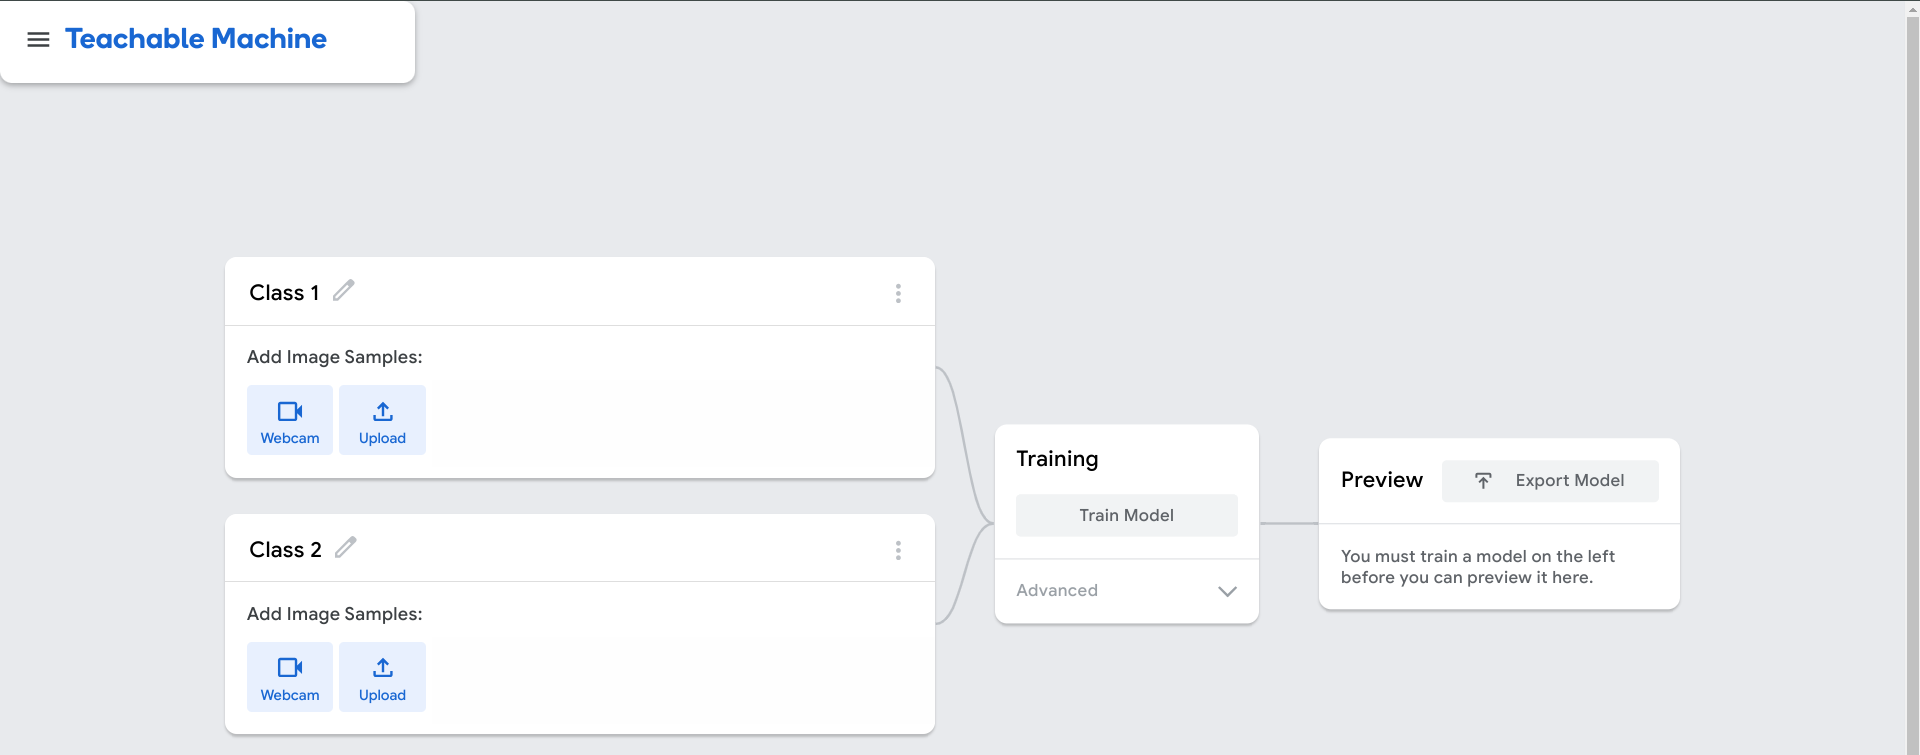 Teachable Machine
Class 1
Add Image Samples:
Webcam
Upload
Class 2
Add Image Samples:
Webcam
Upload
Training
Train Model
Advanced
Preview
Export Model
You must train a model on the left
before you can preview it here.